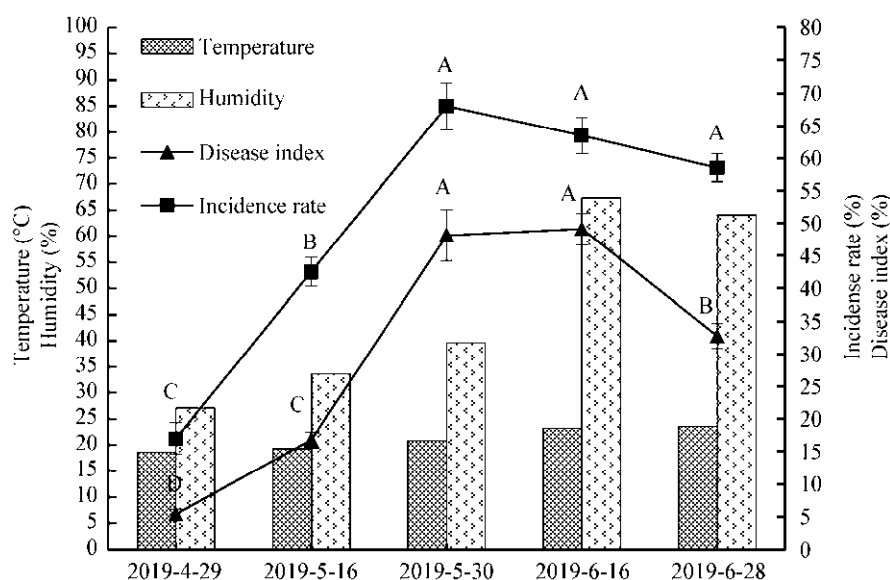 100
95
90
85
80
75
70
65
60
55
50
45
40
35
30
25
20
15
10
5
0
Temperature (°C)
Humidity (%)
Temperature
Humidity
Disease index
Incidence rate
C
D
B
C
A
A
A
A
A
B
80
75
70
65
60
55
50
45
40
35
30
25
20
15
10
5
0
Incidense rate (%)
Disease index (%)
2019-4-29 2019-5-16 2019-5-30 2019-6-16 2019-6-28